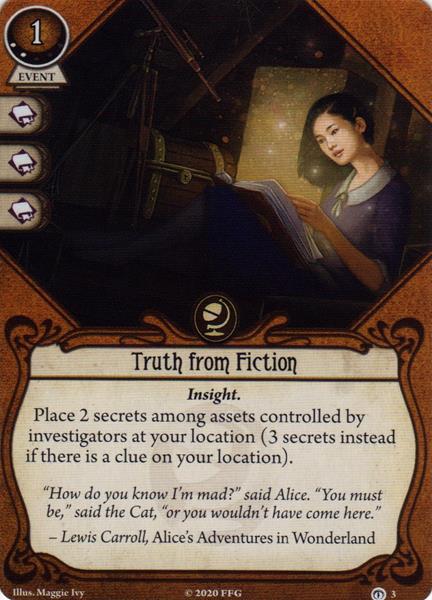 1
EVENT
Truth from Fiction
Insight.
Place 2 secrets among assets controlled by
investigators at your location (3 secrets instead
if there is a clue on your location).
“How do you know I’m mad?” said Alice. “You must
be,” said the Cat, “or you wouldn’t have come here.”
– Lewis Carroll, Alice’s Adventures in Wonderland
Illus. Maggie Ivy
© 2020 FFG
3